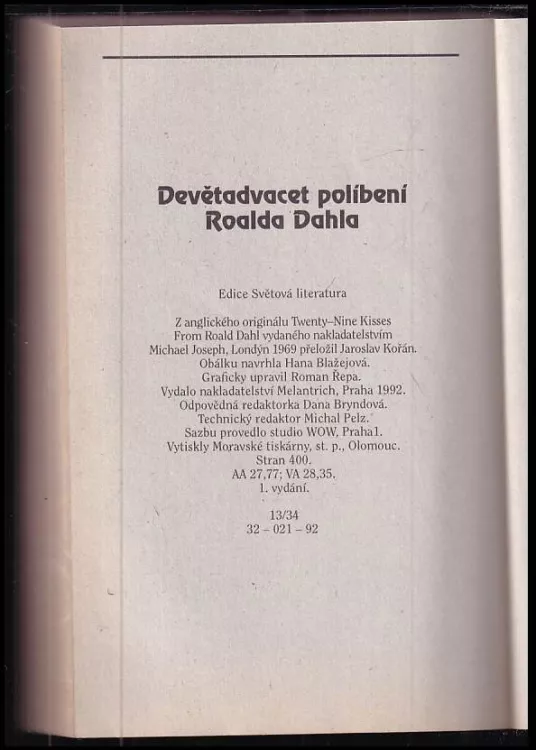 Devětadvacet políbení
Roalda Dahla
Edice Světová literatura
Z anglického originálu Twenty–Nine Kisses
From Roald Dahl vydaného nakladatelstvím
Michael Joseph, Londýn 1969 přeložil Jaroslav Kořán.
Obálku navrhla Hana Blažejová.
Graficky upravil Roman Řepa.
Vydalo nakladatelství Melantrich, Praha 1992.
Odpovědná redaktorka Dana Bryndová.
Technický redaktor Michal Pelz.
Sazbu provedlo studio WOW, Praha1.
Vytiskly Moravské tiskárny, st. p., Olomouc.
Stran 400.
AA 27,77; VA 28,35.
1. vydání.
13/34
32 – 021 – 92